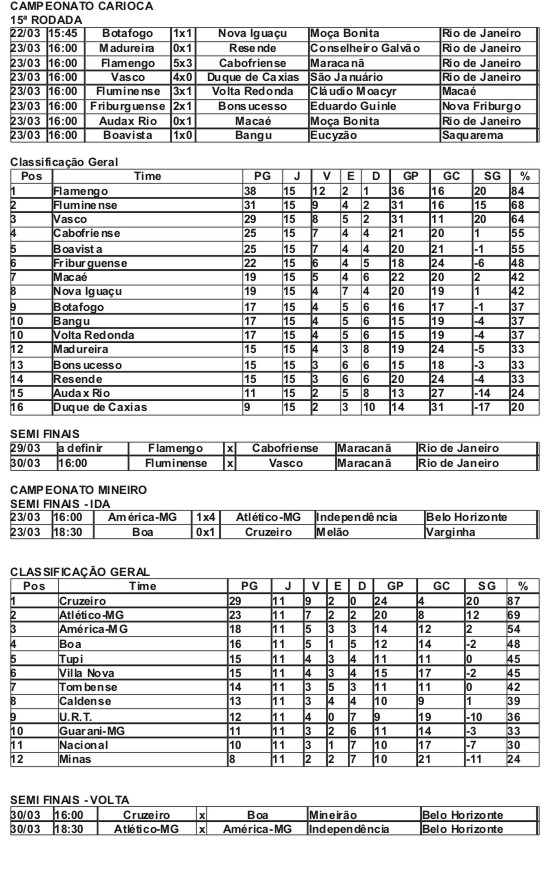 CAMPEONATO CARIOCA
15ª RODADA
22/03 15:45 Botafogo 1x1 Nova Iguaçu Moça Bonita Rio de Janeiro
23/03 16:00 Madureira 0x1 Resende Conselheiro Galvão Rio de Janeiro
23/03 16:00 Flamengo 5x3 Cabofriense Maracanã Rio de Janeiro
23/03 16:00 Vasco 4x0 Duque de Caxias São Januário Rio de Janeiro
23/03 16:00 Fluminense 3x1 Volta Redonda Cláudio Moacyr Macaé
23/03 16:00 Friburguense 2x1 Bonsucesso Eduardo Guinle Nova Friburgo
23/03 16:00 Audax Rio 0x1 Macaé Moça Bonita Rio de Janeiro
23/03 16:00 Boavista 1x0 Bangu Eucyzão Saquarema
Classificação Geral
Pos Time PG J V E D GP GC SG %
1 Flamengo 38 15 12 2 1 36 16 20 84
2 Fluminense 31 15 9 4 2 31 16 15 68
3 Vasco 29 15 8 5 2 31 11 20 64
4 Cabofriense 25 15 7 4 4 21 20 1 55
5 Boavista 25 15 7 4 4 20 21 -1 55
6 Friburguense 22 15 6 4 5 18 24 -6 48
7 Macaé 19 15 5 4 6 22 20 2 42
8 Nova Iguaçu 19 15 4 7 4 20 19 1 42
9 Botafogo 17 15 4 5 6 16 17 -1 37
10 Bangu 17 15 4 5 6 15 19 -4 37
10 Volta Redonda 17 15 4 5 6 15 19 -4 37
12 Madureira 15 15 4 3 8 19 24 -5 33
13 Bonsucesso 15 15 3 6 6 15 18 -3 33
14 Resende 15 15 3 6 6 20 24 -4 33
15 Audax Rio 11 15 2 5 8 13 27 -14 24
16 Duque de Caxias 9 15 2 3 10 14 31 -17 20
SEMIFINAIS
29/03 a definir Flamengo x Cabofriense Maracanã Rio de Janeiro
30/03 16:00 Fluminense x Vasco Maracanã Rio de Janeiro
CAMPEONATO MINEIRO
SEMIFINAIS - IDA
23/03 16:00 América-MG 1x4 Atlético-MG Independência Belo Horizonte
23/03 18:30 Boa 0x1 Cruzeiro Melão Varginha
CLASSIFICAÇÃO GERAL
Pos Time PG J V E D GP GC SG %
1 Cruzeiro 29 11 9 2 0 24 4 20 87
2 Atlético-MG 23 11 7 2 2 20 8 12 69
3 América-MG 18 11 5 3 3 14 12 2 54
4 Boa 16 11 5 1 5 12 14 -2 48
5 Tupi 15 11 4 3 4 11 11 0 45
6 Villa Nova 15 11 4 3 4 15 17 -2 45
7 Tombense 14 11 3 5 3 11 11 0 42
8 Caldense 13 11 3 4 4 10 9 1 39
9 U.R.T. 12 11 4 0 7 9 19 -10 36
10 Guarani-MG 11 11 3 2 6 11 14 -3 33
11 Nacional 10 11 3 1 7 10 17 -7 30
12 Minas 8 11 2 2 7 10 21 -11 24
SEMIFINAIS - VOLTA
30/03 16:00 Cruzeiro x Boa Mineirão Belo Horizonte
30/03 18:30 Atlético-MG x América-MG Independência Belo Horizonte